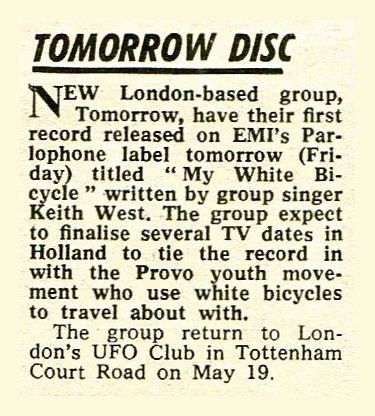 TOMORROW DISC
NEW London-based group,
Tomorrow, have their first
record released on EMI's Par-
lophone label tomorrow (Fri-
day) titled “ My White Bi-
cycle ” written by group singer
Keith West. The group expect
to finalise several TV dates in
Holland to tie the record in
with the Provo youth move-
ment who use white bicycles
to travel about with.
The group return to Lon-
don's UFO Club in Tottenham
Court Road on May 19.